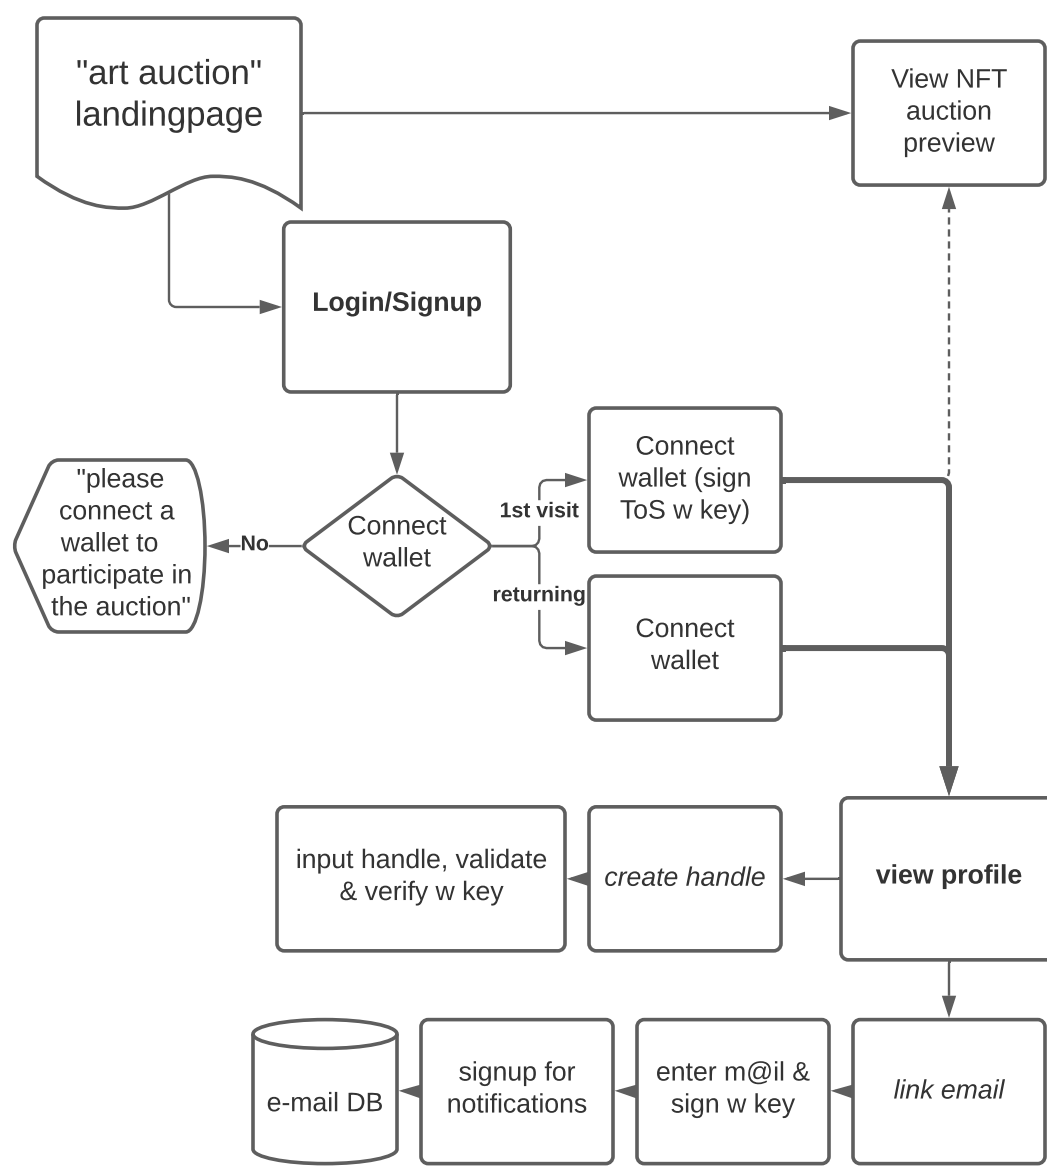 "art auction"
landingpage
View NFT
auction
preview
Login/Signup
"please
connect a
wallet to
participate in
the auction"
No
Connect
wallet
1st visit
returning
Connect
wallet (sign
ToS w key)
Connect
wallet
input handle, validate
& verify w key
create handle
view profile
e-mail DB
signup for
notifications
enter m@il &
sign w key
link email